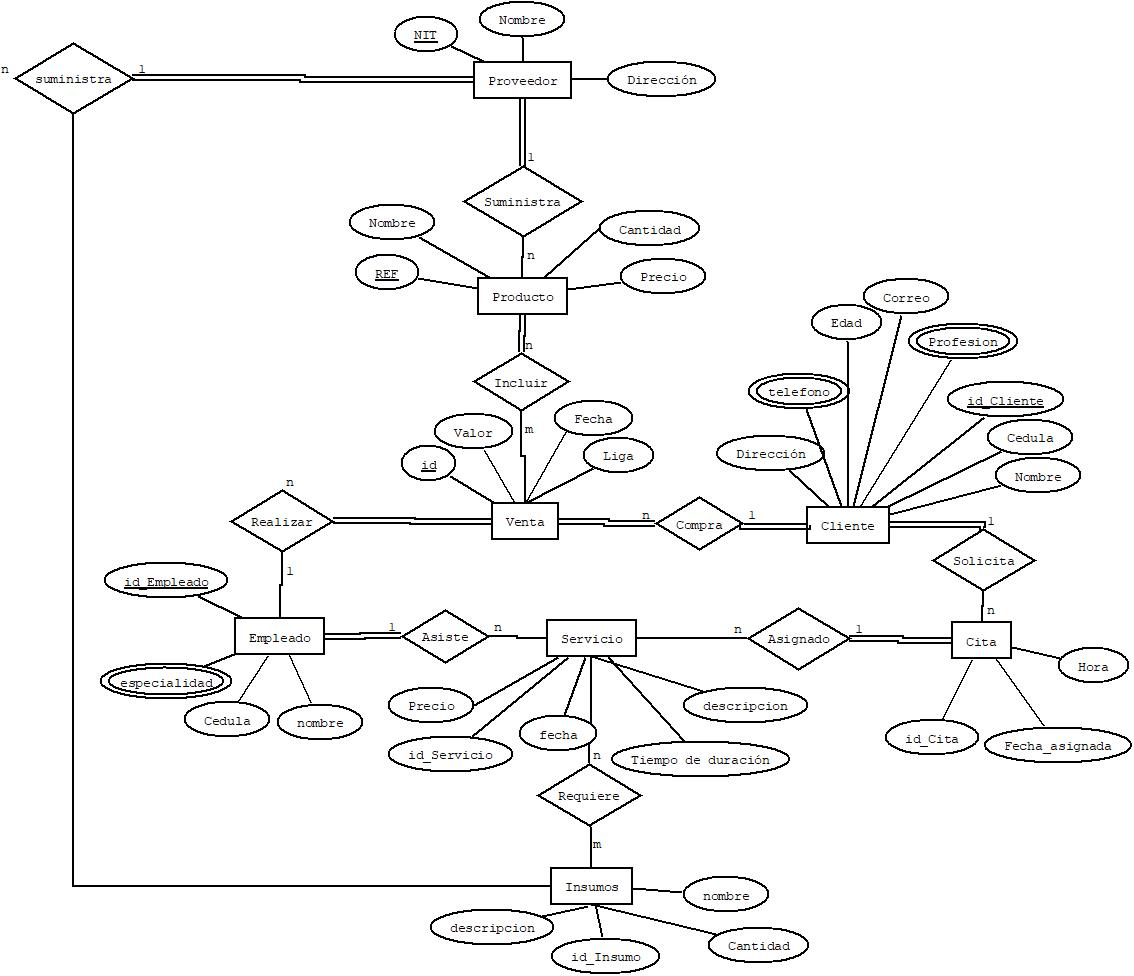 Nombre
NIT
n
suministra
1
Proveedor
Dirección
1
Suministra
Nombre
Cantidad
n
REF
Precio
Producto
Correo
Edad
n
Profesion
Incluir
telefono
id_Cliente
Fecha
m
Valor
Cedula
Dirección
Liga
id
Nombre
n
n
1
Realizar
Venta
Compra
Cliente
1
Solicita
1
id_Empleado
n
1
n
n
1
Empleado
Asiste
Servicio
Asignado
Cita
Hora
especialidad
Precio
descripcion
Cedula
nombre
fecha
id_Cita
Fecha_asignada
id_Servicio
n
Tiempo de duración
Requiere
m
Insumos
nombre
descripcion
Cantidad
id_Insumo